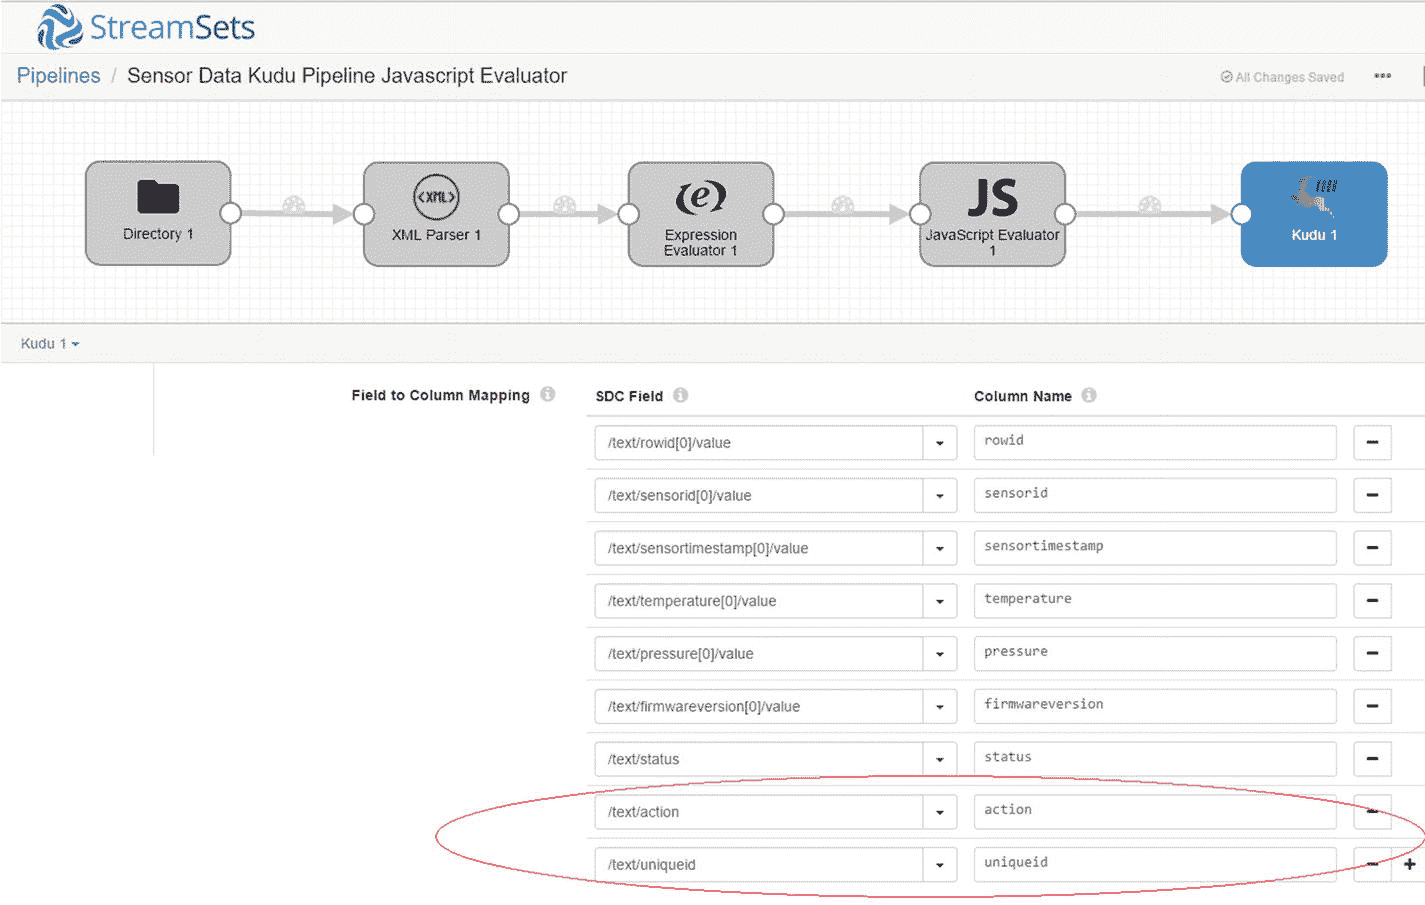 StreamSets
Pipelines / Sensor Data Kudu Pipeline Javascript Evaluator
All Changes Saved
Directory 1
<XML>
XML Parser 1
e
Expression
Evaluator 1
JS
JavaScript Evaluator
1
Kudu 1
Kudu 1
Field to Column Mapping
SDC Field
Column Name
/text/rowid[0]/value
rowid
/text/sensorid[0]/value
sensorid
/text/sensortimestamp[0]/value
sensortimestamp
/text/temperature[0]/value
temperature
/text/pressure[0]/value
pressure
/text/firmwareversion[0]/value
firmwareversion
/text/status
status
/text/action
action
/text/uniqueid
uniqueid